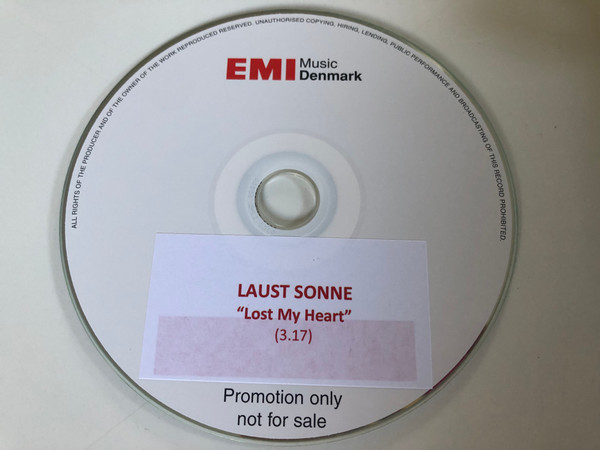 ALL RIGHTS OF THE PRODUCER AND OF THE OWNER OF THE WORK REPRODUCED RESERVED. UNAUTHORISED COPYING, HIRING, LENDING, PUBLIC PERFORMANCE AND BROADCASTING OF THIS RECORD PROHIBITED.
EMI Music
Denmark
LAUST SONNE
“Lost My Heart”
(3.17)
Promotion only
not for sale